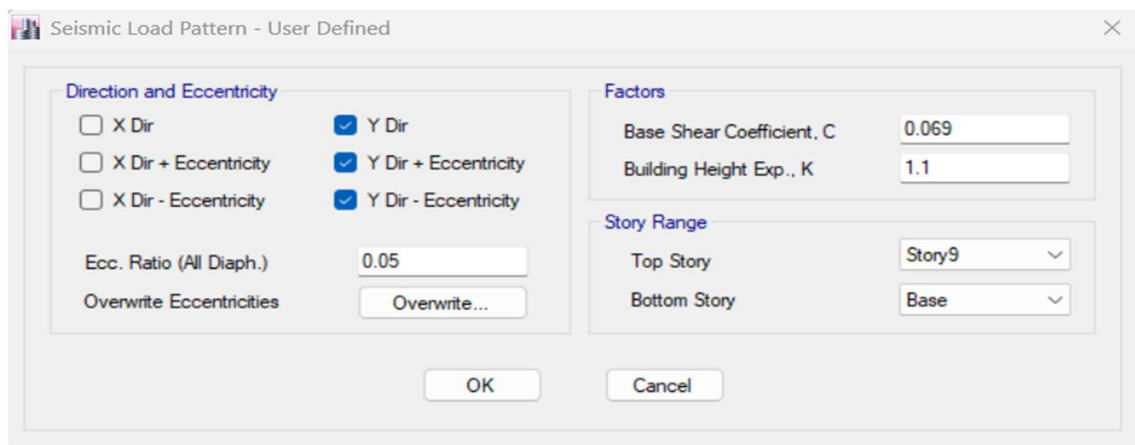 Seismic Load Pattern - User Defined
Direction and Eccentricity
X Dir
Y Dir
X Dir + Eccentricity
Y Dir + Eccentricity
X Dir - Eccentricity
Y Dir - Eccentricity
Ecc. Ratio (All Diaph.)
0.05
Overwrite Eccentricities
Overwrite...
Factors
Base Shear Coefficient, C
0.069
Building Height Exp., K
1.1
Story Range
Top Story
Story9
Bottom Story
Base
OK
Cancel